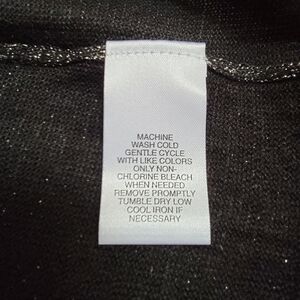 MACHINE
WASH COLD
GENTLE CYCLE
WITH LIKE COLORS
ONLY NON-
CHLORINE BLEACH
WHEN NEEDED
REMOVE PROMPTLY
TUMBLE DRY LOW
COOL IRON IF
NECESSARY